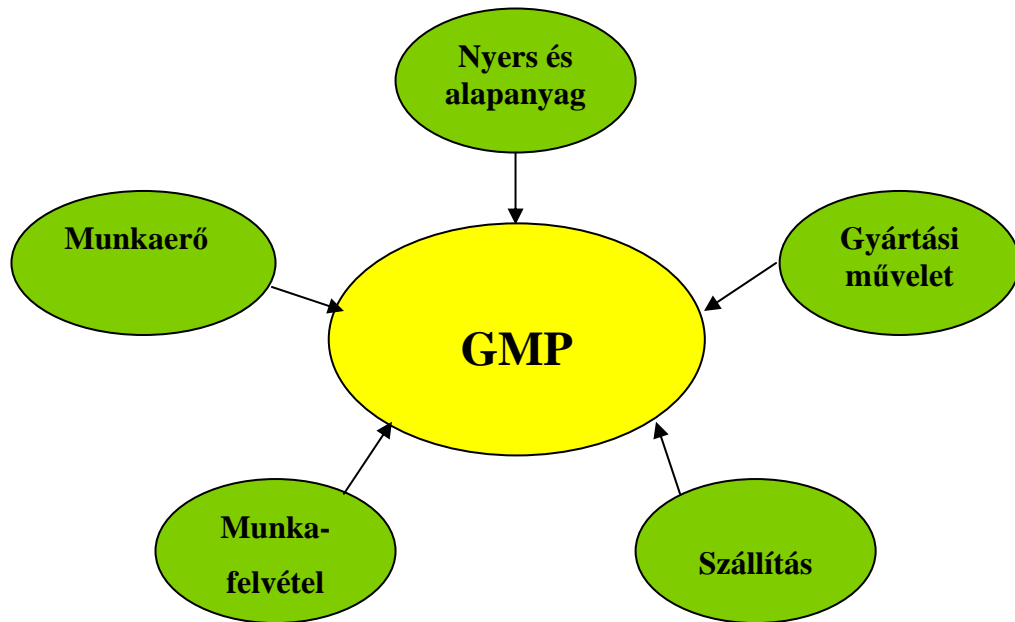 Nyers és
alapanyag
Munkaerő
Gyártási
művelet
GMP
Munka-
felvétel
Szállítás